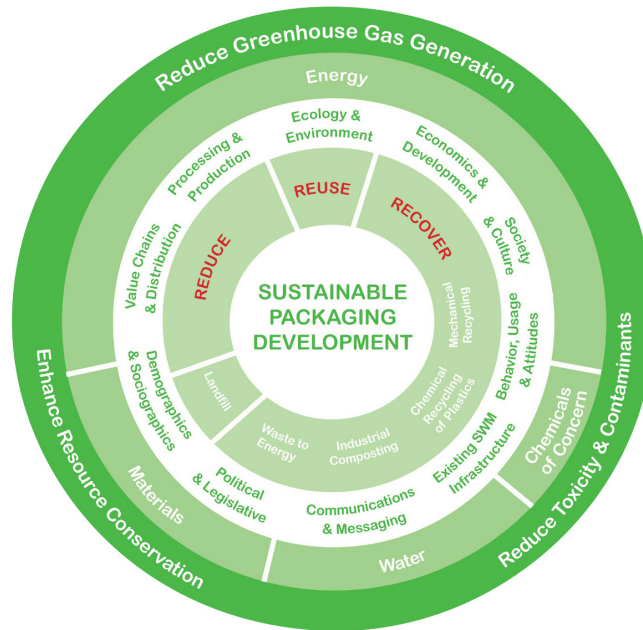 Reduce Greenhouse Gas Generation
Energy
Ecology &
Environment
Processing &
Production
Economics &
Development
Value Chains
& Distribution
Society
& Culture
REDUCE
REUSE
RECOVER
SUSTAINABLE
PACKAGING
DEVELOPMENT
Mechanical
Recycling
Behavior, Usage
& Attitudes
Demographics
& Sociographics
Landfill
Chemical
Recycling
of Plastics
Waste to
Energy
Industrial
Composting
Existing SWM
Infrastructure
Political
& Legislative
Communications
& Messaging
Chemicals
of Concern
Materials
Water
Enhance Resource Conservation
Reduce Toxicity & Contaminants